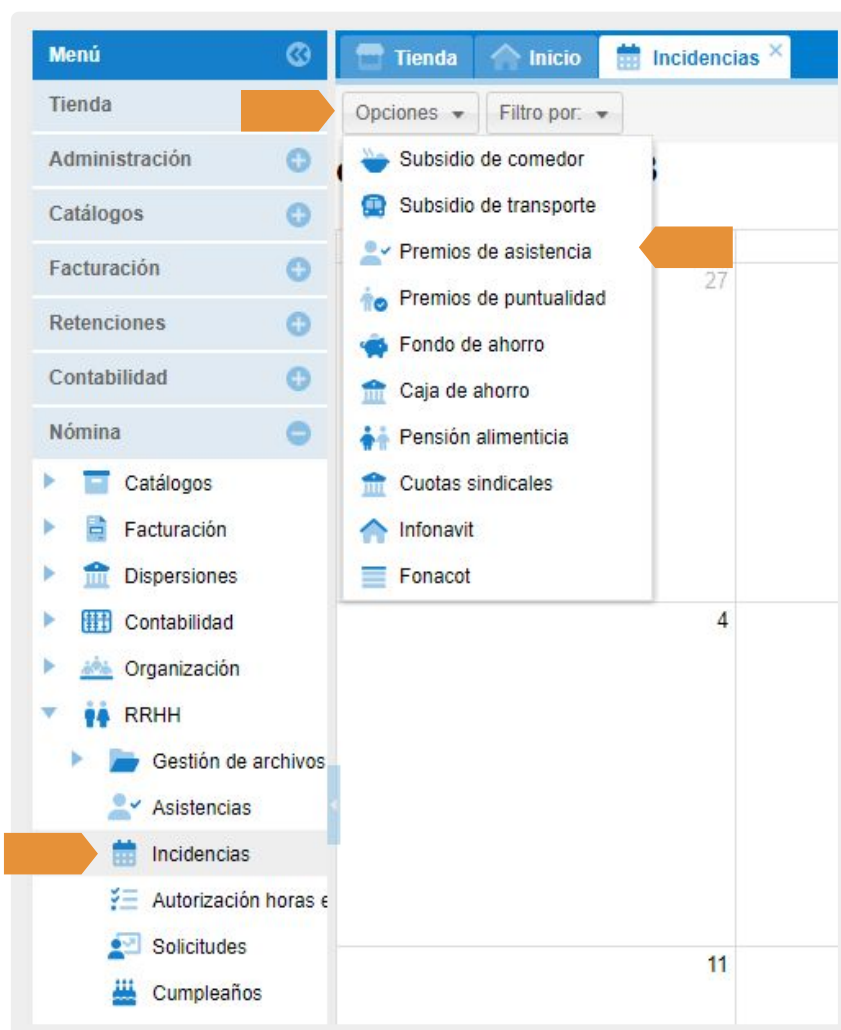 Menú
Tienda
Administración
Catálogos
Facturación
Retenciones
Contabilidad
Nómina
Catálogos
Facturación
Dispersiones
Contabilidad
Organización
RRHH
Gestión de archivos
Asistencias
Incidencias
Autorización horas e
Solicitudes
Cumpleaños
Tienda Inicio Incidencias
Opciones Filtro por:
Subsidio de comedor
Subsidio de transporte
Premios de asistencia
Premios de puntualidad
Fondo de ahorro
Caja de ahorro
Pensión alimenticia
Cuotas sindicales
Infonavit
Fonacot
27
4
11